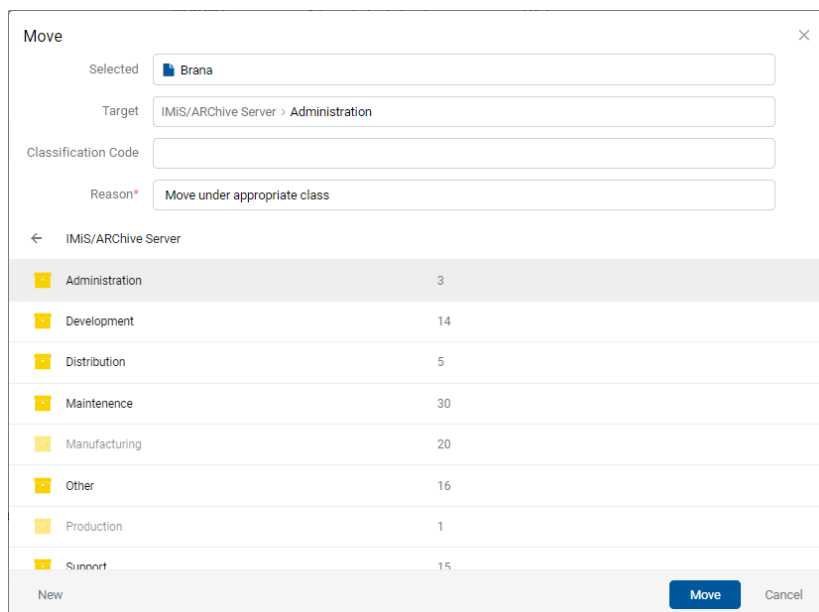 Move
Selected Brana
Target IMiS/ARChive Server > Administration
Classification Code
Reason* Move under appropriate class
IMiS/ARChive Server
Administration 3
Development 14
Distribution 5
Maintenence 30
Manufacturing 20
Other 16
Production 1
Support 15
New Move Cancel